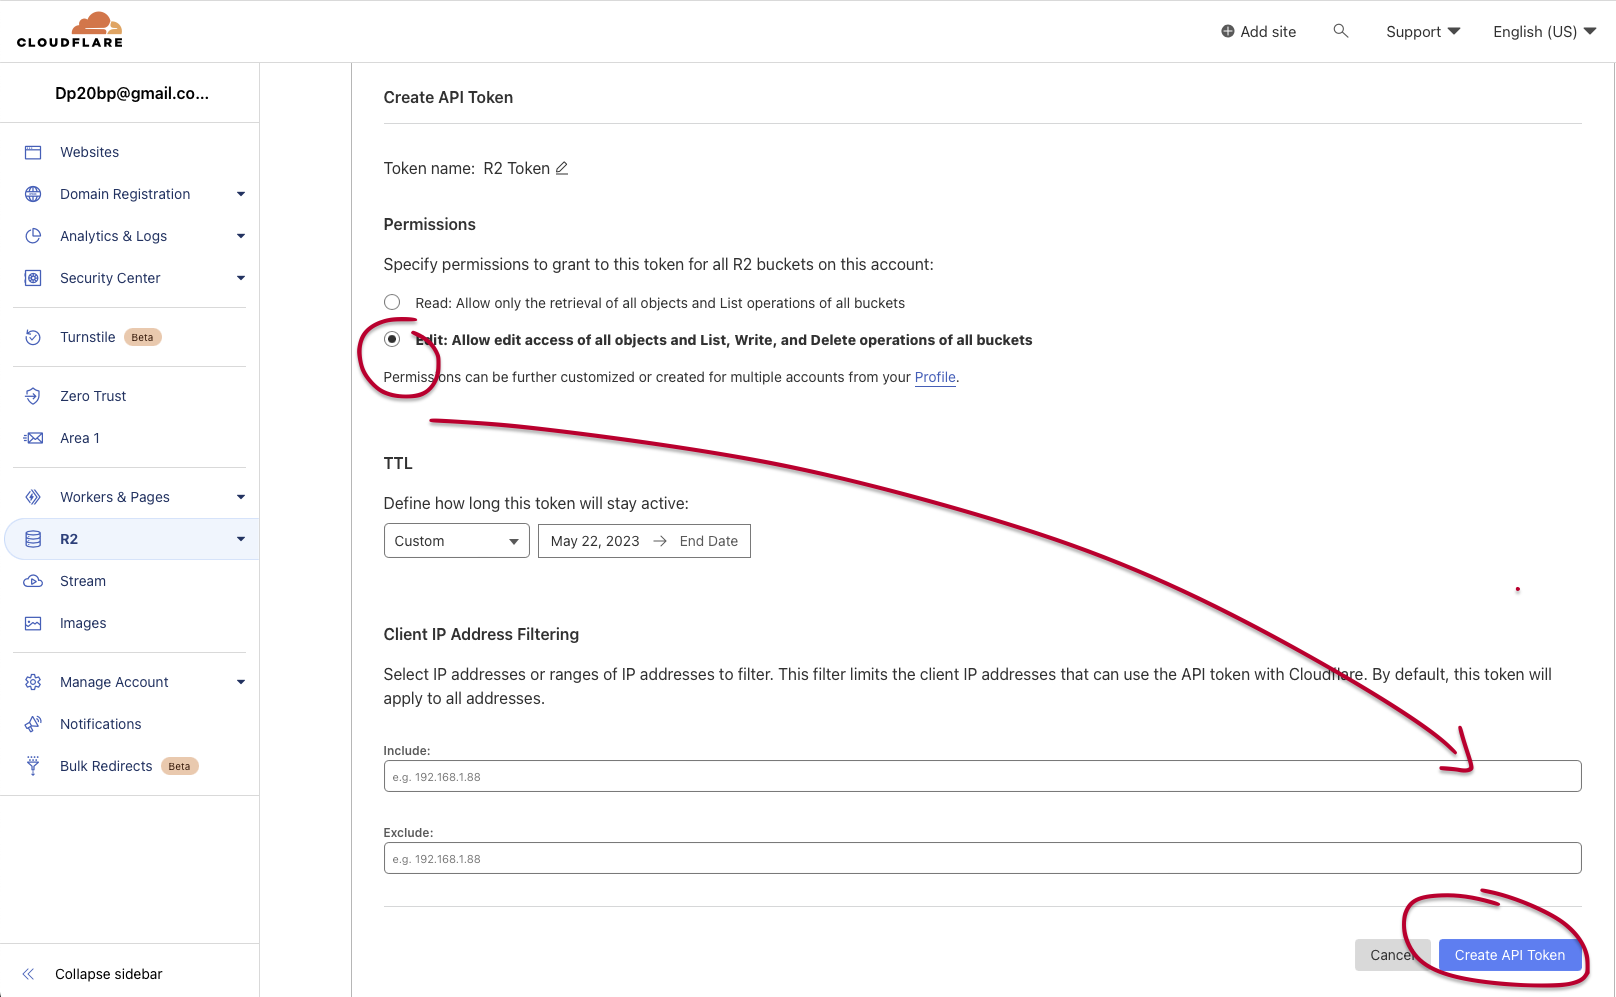 CLOUDFLARE
Add site
Support
English (US)
Dp20bp@gmail.co...
Websites
Domain Registration
Analytics & Logs
Security Center
Turnstile Beta
Zero Trust
Area 1
Workers & Pages
R2
Stream
Images
Manage Account
Notifications
Bulk Redirects Beta
Collapse sidebar
Create API Token
Token name: R2 Token
Permissions
Specify permissions to grant to this token for all R2 buckets on this account:
Read: Allow only the retrieval of all objects and List operations of all buckets
Edit: Allow edit access of all objects and List, Write, and Delete operations of all buckets
Permissions can be further customized or created for multiple accounts from your Profile.
TTL
Define how long this token will stay active:
Custom
May 22, 2023 → End Date
Client IP Address Filtering
Select IP addresses or ranges of IP addresses to filter. This filter limits the client IP addresses that can use the API token with Cloudflare. By default, this token will
apply to all addresses.
Include:
e.g. 192.168.1.88
Exclude:
e.g. 192.168.1.88
Cancel
Create API Token